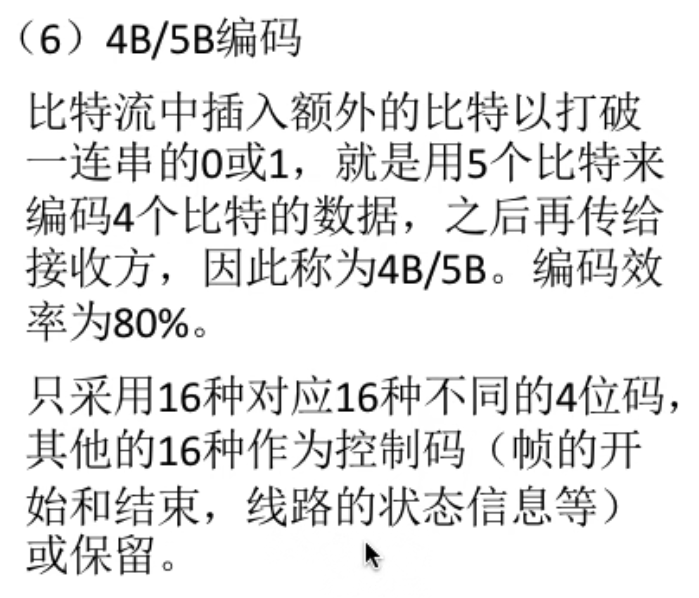 （6）4B/5B编码
比特流中插入额外的比特以打破
一连串的0或1，就是用5个比特来
编码4个比特的数据，之后再传给
接收方，因此称为4B/5B。编码效
率为80%。
只采用16种对应16种不同的4位码，
其他的16种作为控制码（帧的开
始和结束，线路的状态信息等）
或保留。